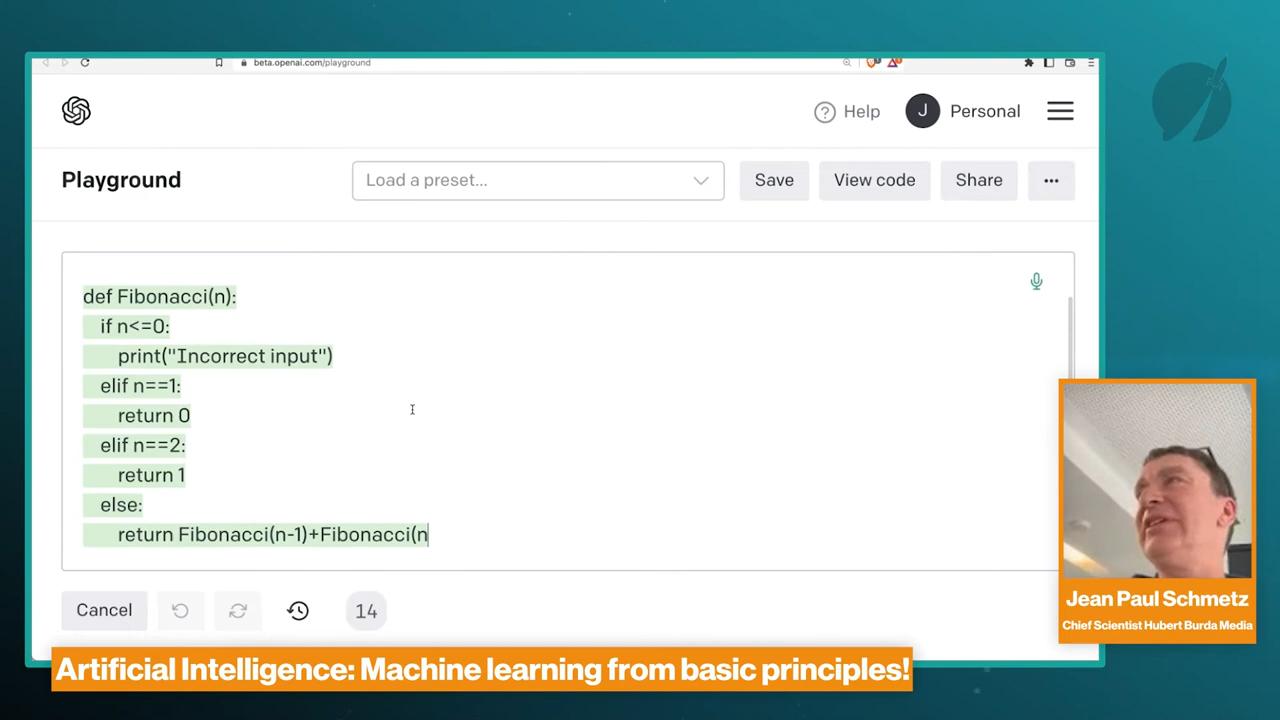 beta.openai.com/playground
Help
J
Personal
Playground
Load a preset...
Save
View code
Share
def Fibonacci(n):
if n<=0:
print("Incorrect input")
elif n==1:
return 0
elif n==2:
return 1
else:
return Fibonacci(n-1)+Fibonacci(n
Cancel
14
Jean Paul Schmetz
Chief Scientist Hubert Burda Media
Artificial Intelligence: Machine learning from basic principles!